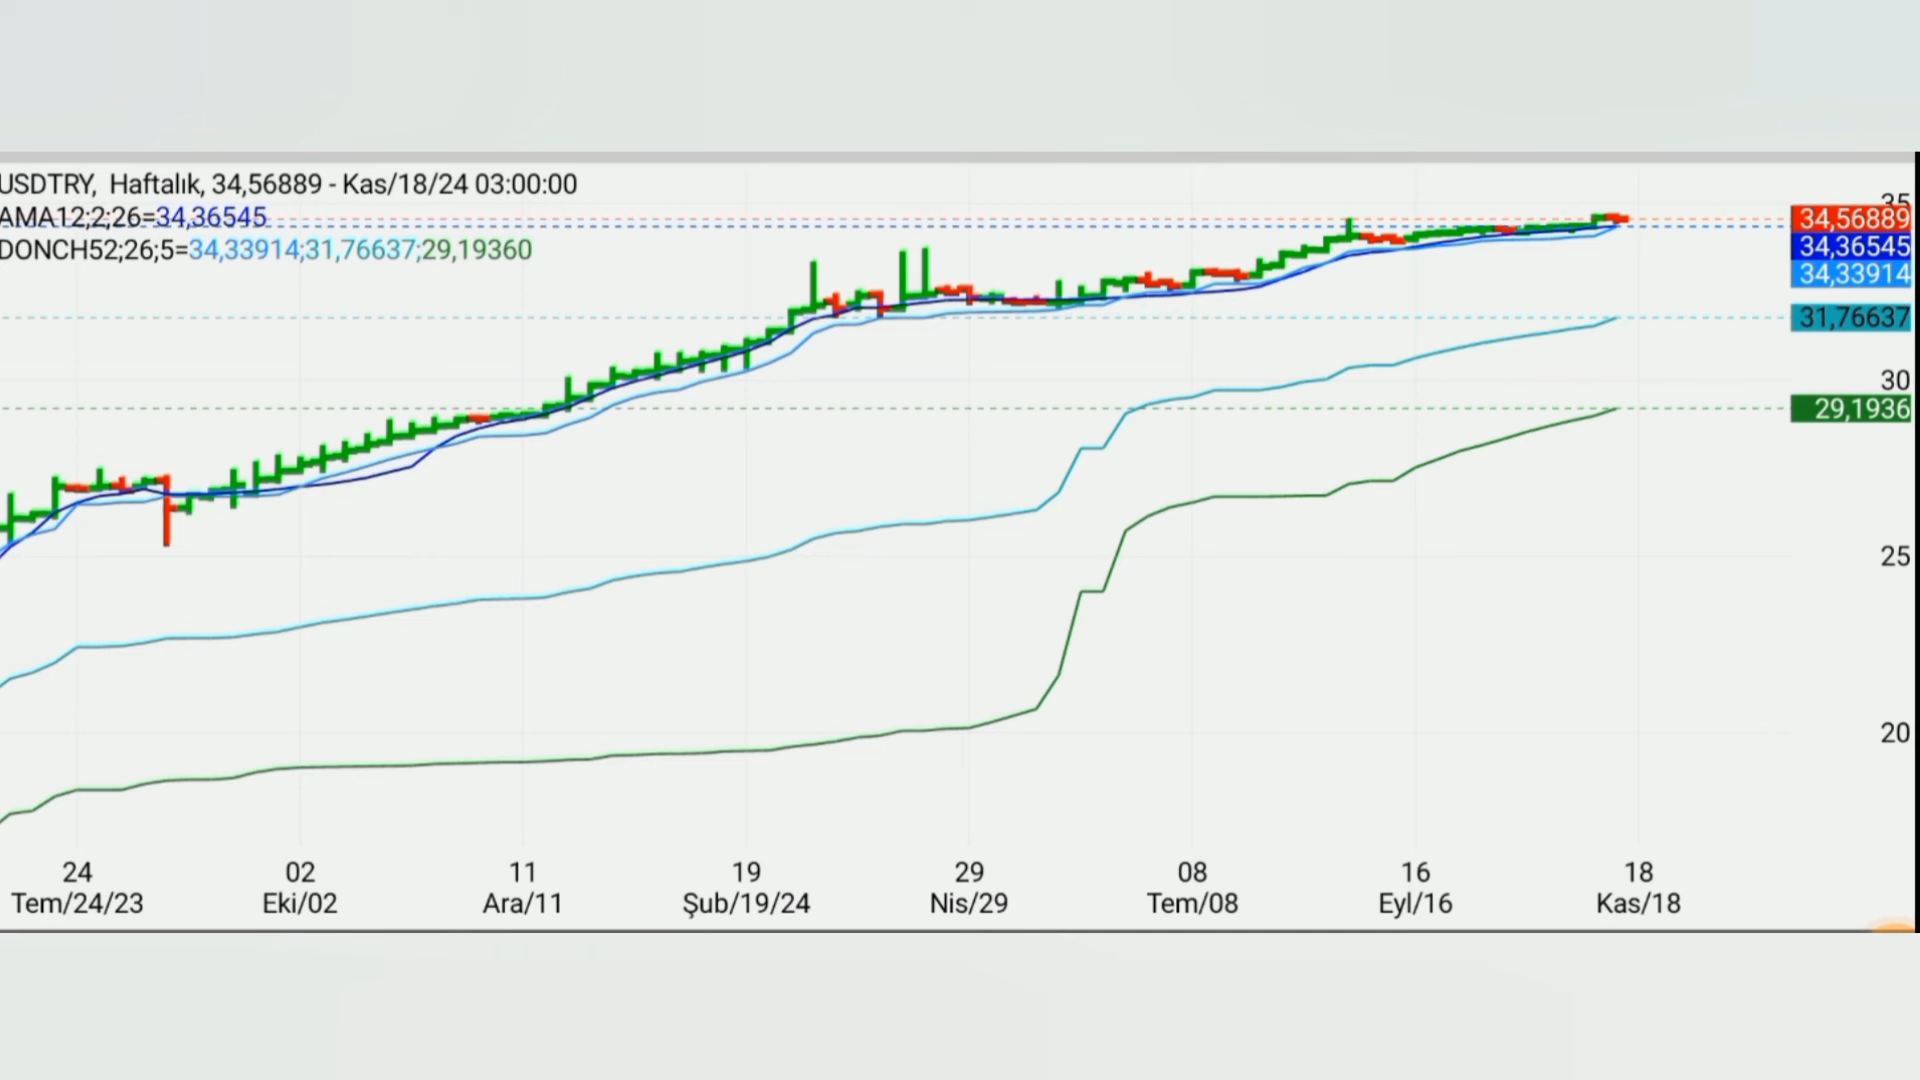 USDTRY, Haftalık, 34,56889 - Kas/18/24 03:00:00
AMA12;2;26=34,36545
DONCH52;26;5=34,33914;31,76637;29,19360
35
34,56889
34,36545
34,33914
31,76637
30
29,1936
25
20
24 02 11 19 29 08 16 18
Tem/24/23 Eki/02 Ara/11 Şub/19/24 Nis/29 Tem/08 Eyl/16 Kas/18